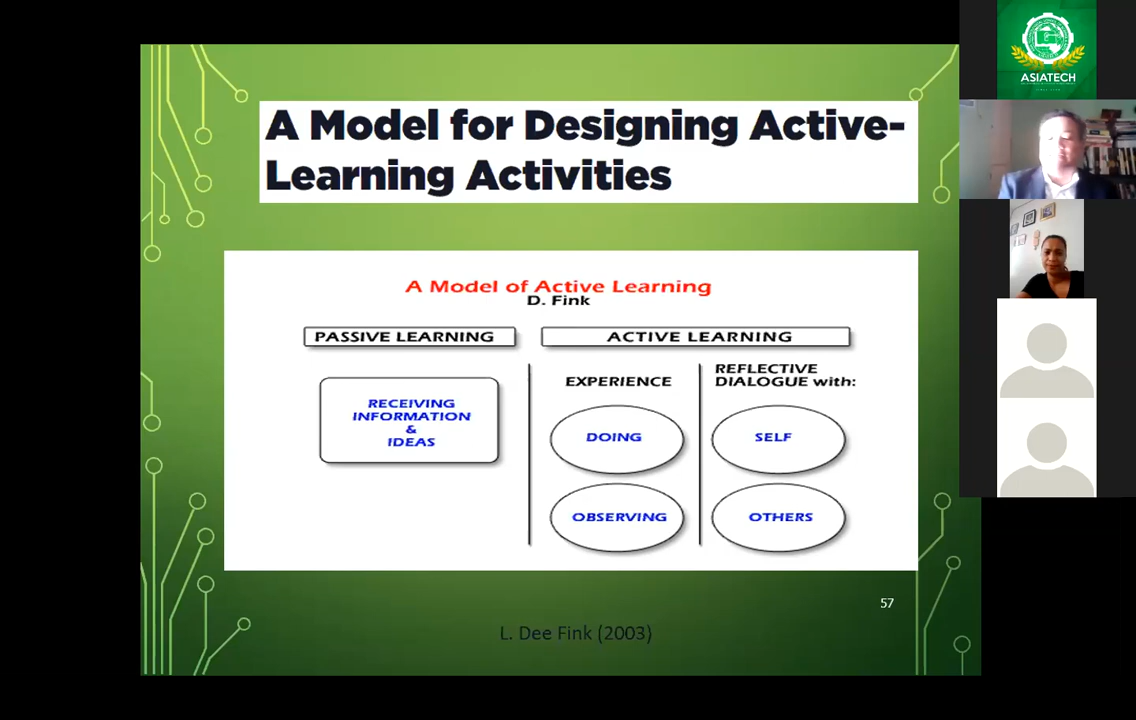 A Model for Designing Active-
Learning Activities
A Model of Active Learning
D. Fink
PASSIVE LEARNING
ACTIVE LEARNING
RECEIVING
INFORMATION
&
IDEAS
EXPERIENCE
DOING
OBSERVING
REFLECTIVE
DIALOGUE with:
SELF
OTHERS
57
L. Dee Fink (2003)
ASIATECH